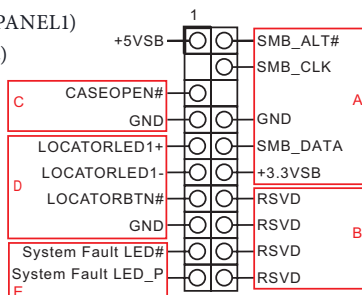 PANEL1)
)
1
+5VSB SMB_ALT#
SMB_CLK
A
C CASEOPEN#
GND GND
LOCATORLED1+ SMB_DATA
D LOCATORLED1- +3.3VSB
LOCATORBTN# RSVD
GND RSVD
B
System Fault LED# RSVD
System Fault LED_P RSVD
E